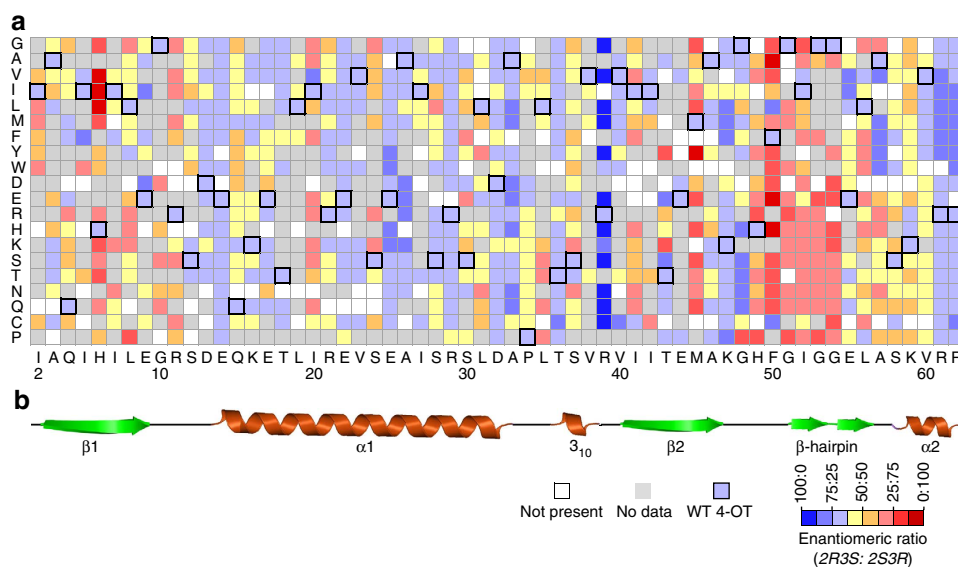 a
G
A
V
I
L
M
F
Y
W
D
E
R
H
K
S
T
N
Q
C
P
I A Q I H I L E G R S D E Q K E T L I R E V S E A I S R S L D A P L T S V R V I I T E M A K G H F G I G G E L A S K V R R
2 10 20 30 40 50 60
b
β1 α1 3₁₀ β2 β-hairpin α2
Not present No data WT 4-OT
100:0 75:25 50:50 25:75 0:100
Enantiomeric ratio
(2R3S: 2S3R)